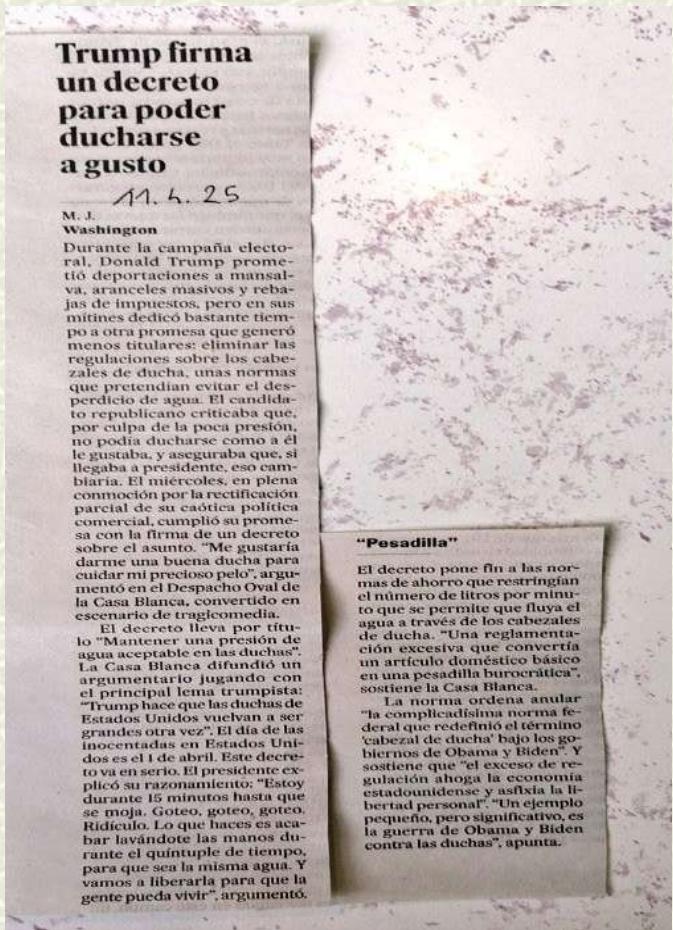 Trump firma
un decreto
para poder
ducharse
a gusto
11.4.25
M. J.
Washington
Durante la campaña electo-
ral, Donald Trump prome-
tió deportaciones a mansal-
va, aranceles masivos y reba-
jas de impuestos, pero en sus
mítines dedicó bastante tiem-
po a otra promesa que generó
menos titulares: eliminar las
regulaciones sobre los cabe-
zales de ducha, unas normas
que pretendían evitar el des-
perdicio de agua. El candida-
to republicano criticaba que,
por culpa de la poca presión,
no podía ducharse como a él
le gustaba, y aseguraba que, si
llegaba a presidente, eso cam-
biaría. El miércoles, en plena
conmoción por la rectificación
parcial de su caótica política
comercial, cumplió su prome-
sa con la firma de un decreto
sobre el asunto. “Me gustaría
darme una buena ducha para
cuidar mi precioso pelo”, argu-
mentó en el Despacho Oval de
la Casa Blanca, convertido en
escenario de tragicomedia.
El decreto lleva por títu-
lo “Mantener una presión de
agua aceptable en las duchas”.
La Casa Blanca difundió un
argumentario jugando con
el principal lema trumpista:
“Trump hace que las duchas de
Estados Unidos vuelvan a ser
grandes otra vez”. El día de las
inocentadas en Estados Uni-
dos es el 1 de abril. Este decre-
to va en serio. El presidente ex-
plicó su razonamiento: “Estoy
durante 15 minutos hasta que
se moja. Goteo, goteo, goteo.
Ridículo. Lo que haces es aca-
bar lavándote las manos du-
rante el quíntuple de tiempo,
para que sea la misma agua. Y
vamos a liberarla para que la
gente pueda vivir”, argumentó.
“Pesadilla”
El decreto pone fin a las nor-
mas de ahorro que restringían
el número de litros por minu-
to que se permite que fluya el
agua a través de los cabezales
de ducha. “Una reglamenta-
ción excesiva que convertía
un artículo doméstico básico
en una pesadilla burocrática”,
sostiene la Casa Blanca.
La norma ordena anular
“la complicadísima norma fe-
deral que redefinió el término
‘cabezal de ducha’ bajo los go-
biernos de Obama y Biden”. Y
sostiene que “el exceso de re-
gulación ahoga la economía
estadounidense y asfixia la li-
bertad personal”. “Un ejemplo
pequeño, pero significativo, es
la guerra de Obama y Biden
contra las duchas”, apunta.